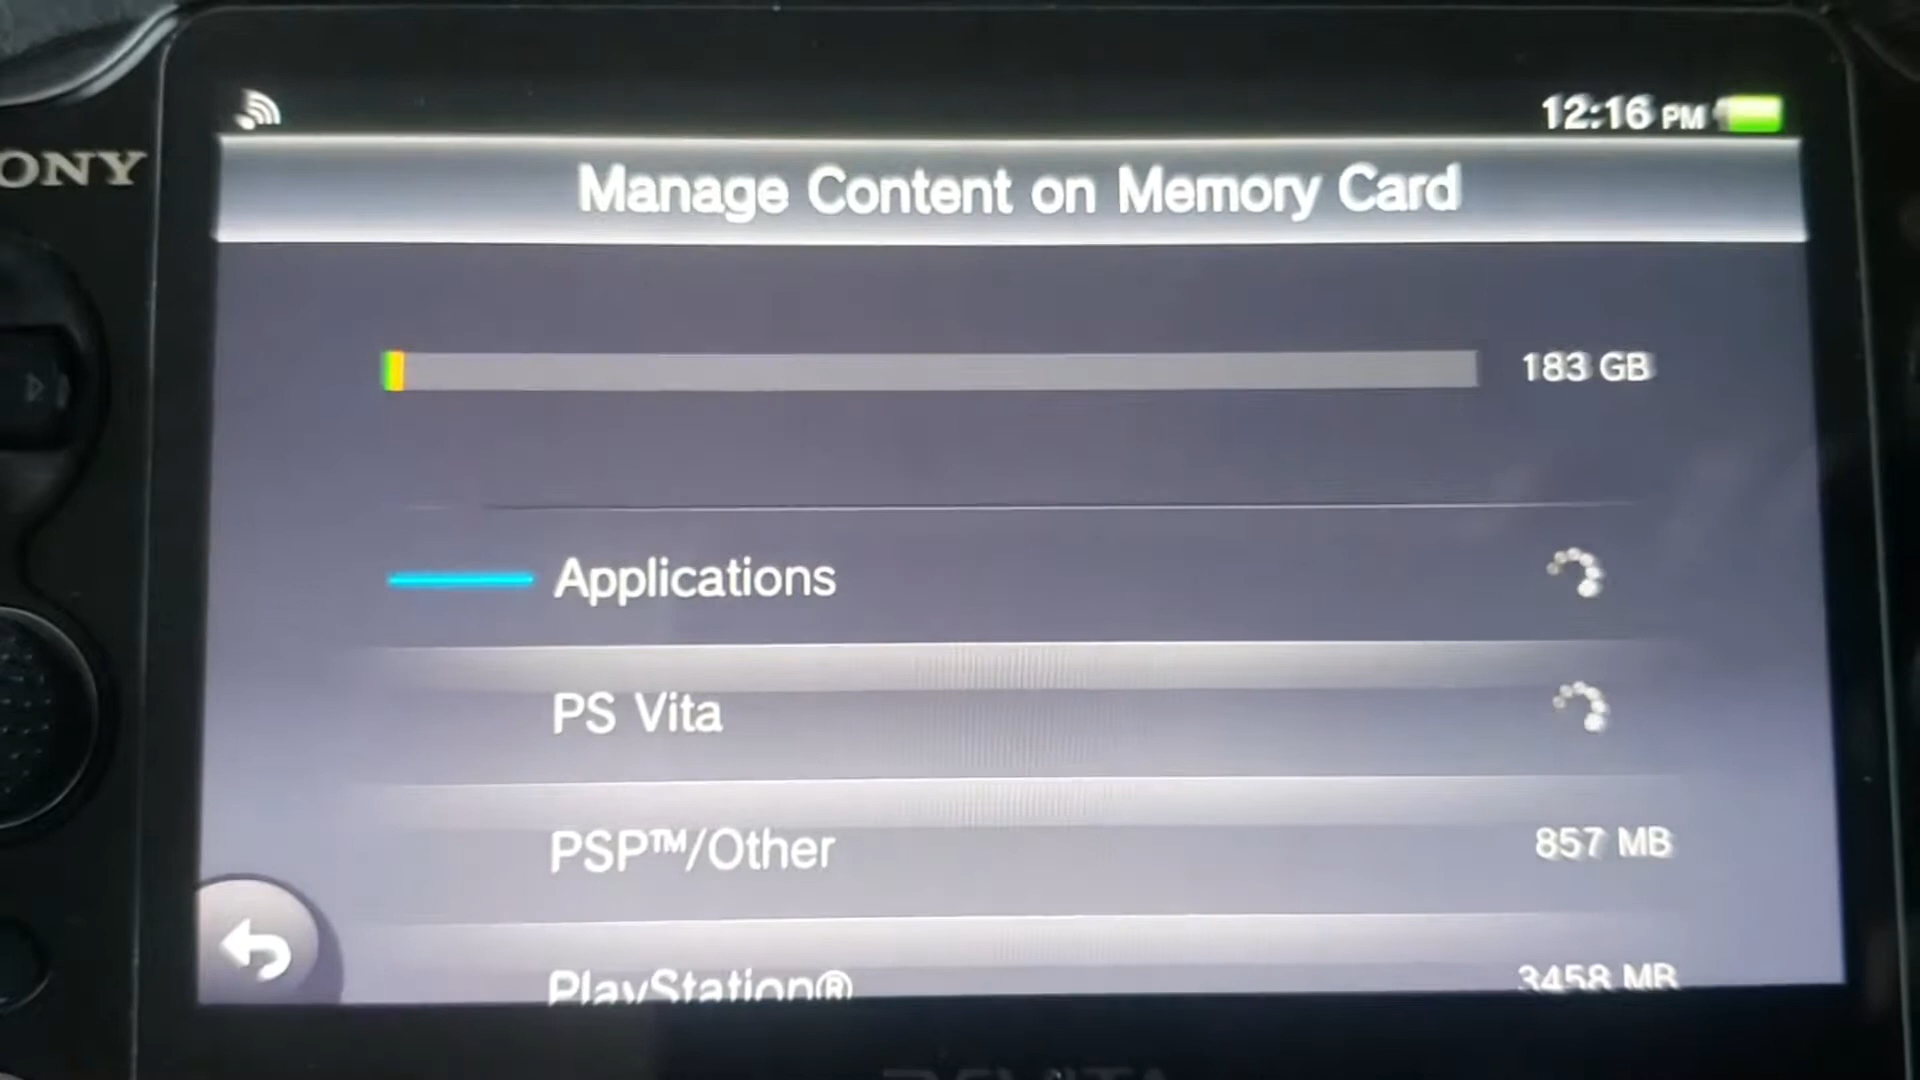 12:16 PM
ONY
Manage Content on Memory Card
183 GB
Applications
PS Vita
PSP™/Other 857 MB
PlayStation® 3458 MB